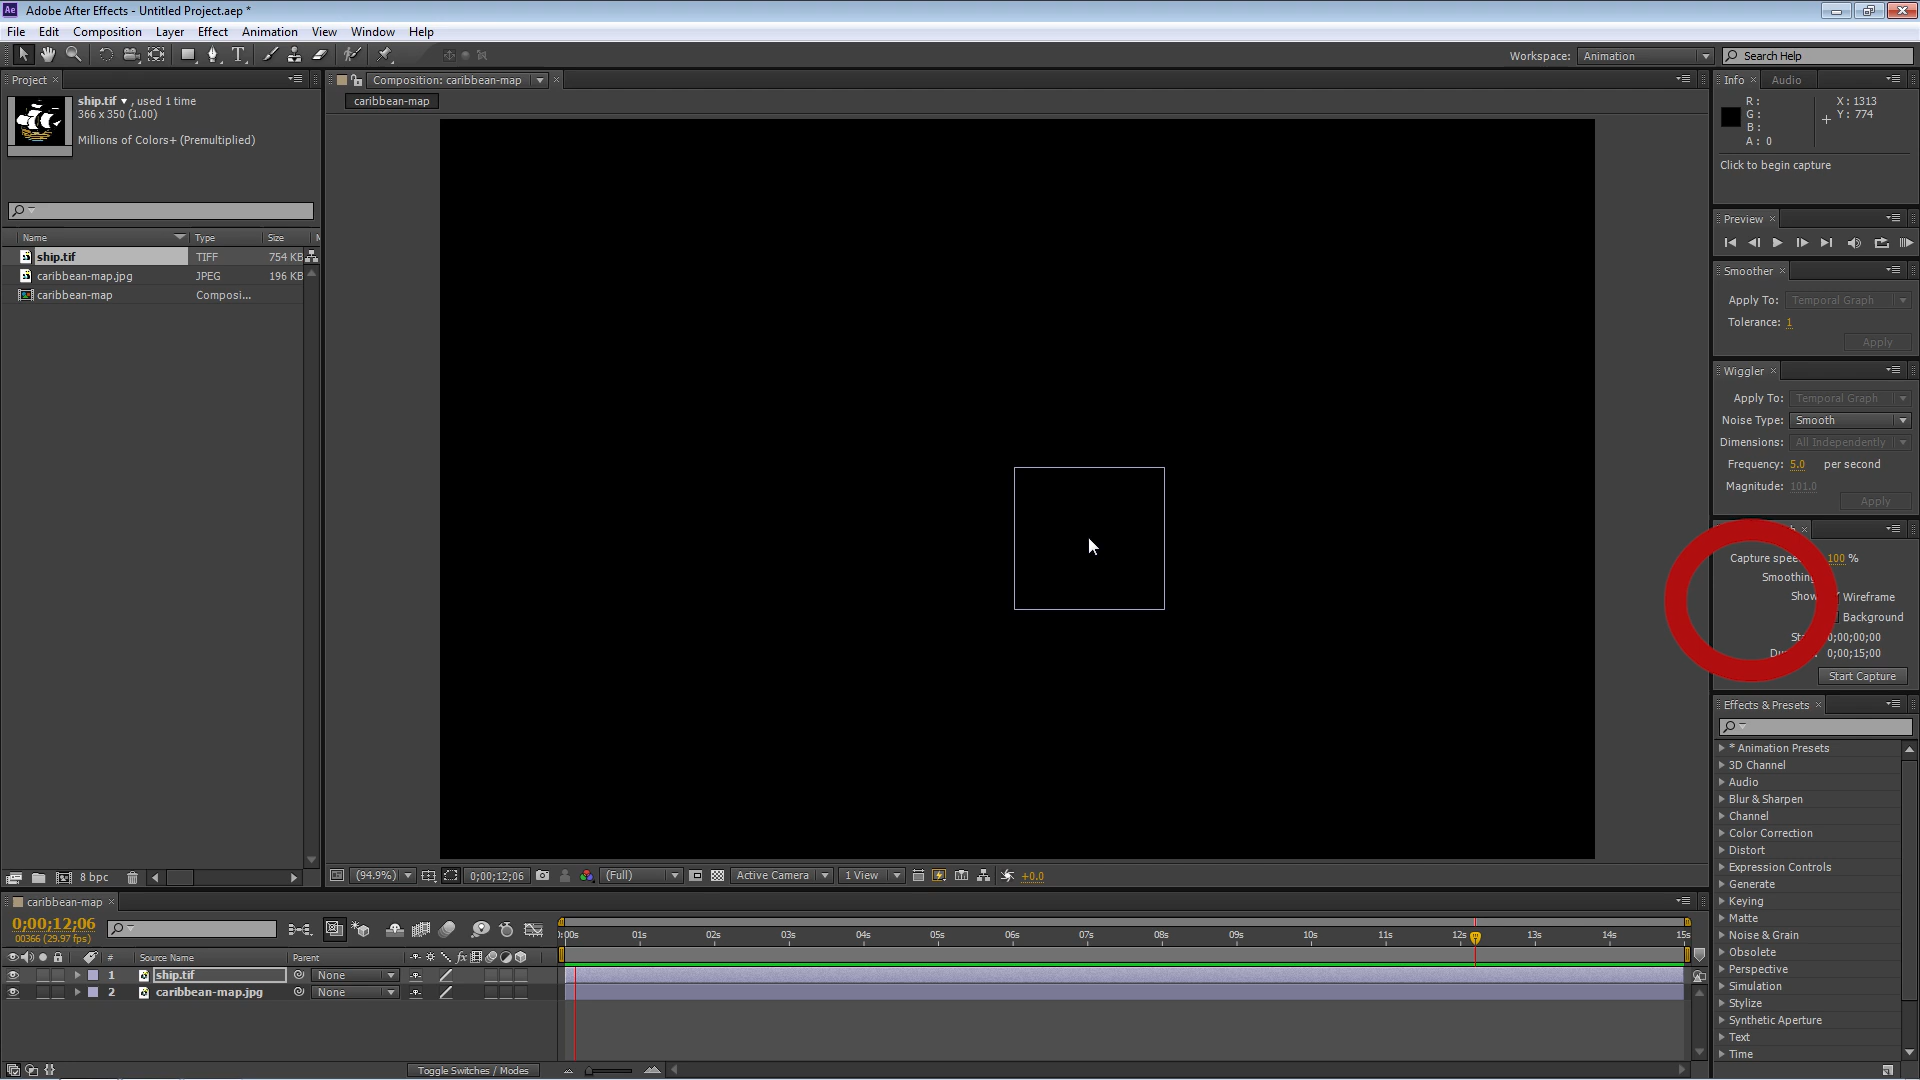 Adobe After Effects - Untitled Project.aep *
File Edit Composition Layer Effect Animation View Window Help
Workspace: Animation Search Help
Project
ship.tif , used 1 time
366 x 350 (1.00)
Millions of Colors+ (Premultiplied)
Name Type Size
ship.tif TIFF 754 KB
caribbean-map.jpg JPEG 196 KB
caribbean-map Composi...
8 bpc
Composition: caribbean-map
caribbean-map
(94.9%) 0;00;12;06 (Full) Active Camera 1 View +0.0
Info Audio
R :
G :
B :
A : 0
X : 1313
Y : 774
Click to begin capture
Preview
Smoother
Apply To: Temporal Graph
Tolerance: 1
Apply
Wiggler
Apply To: Temporal Graph
Noise Type: Smooth
Dimensions: All Independently
Frequency: 5.0 per second
Magnitude: 101.0
Apply
Capture spee 100 %
Smoothing
Show Wireframe
Background
0;00;00;00
0;00;15;00
Start Capture
Effects & Presets
* Animation Presets
3D Channel
Audio
Blur & Sharpen
Channel
Color Correction
Distort
Expression Controls
Generate
Keying
Matte
Noise & Grain
Obsolete
Perspective
Simulation
Stylize
Synthetic Aperture
Text
Time
caribbean-map
0;00;12;06
00366 (29.97 fps)
):00s 01s 02s 03s 04s 05s 06s 07s 08s 09s 10s 11s 12s 13s 14s 15s
# Source Name Parent
1 ship.tif None
2 caribbean-map.jpg None
Toggle Switches / Modes